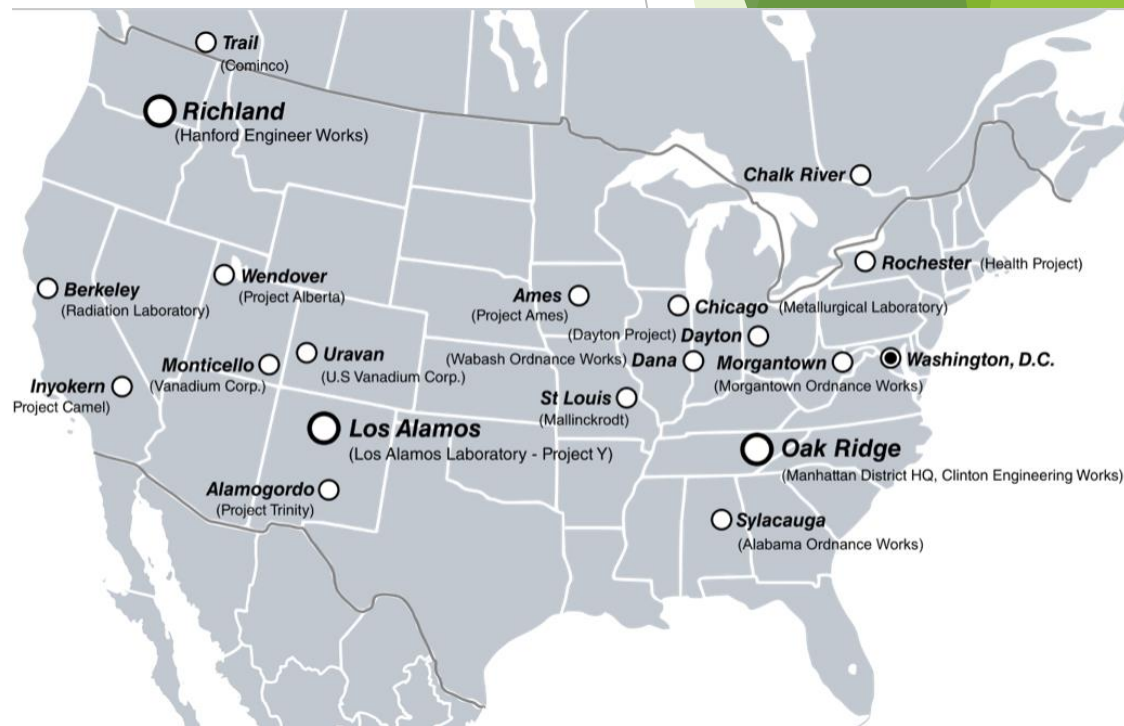 Trail
(Cominco)
Richland
(Hanford Engineer Works)
Chalk River
Rochester (Health Project)
Wendover
(Project Alberta)
Berkeley
(Radiation Laboratory)
Ames
(Project Ames)
Chicago (Metallurgical Laboratory)
(Dayton Project) Dayton
Uravan
(U.S Vanadium Corp.)
Monticello
(Vanadium Corp.)
(Wabash Ordnance Works) Dana
Morgantown
(Morgantown Ordnance Works)
Washington, D.C.
Inyokern
Project Camel)
St Louis
(Mallinckrodt)
Los Alamos
(Los Alamos Laboratory - Project Y)
Oak Ridge
(Manhattan District HQ, Clinton Engineering Works)
Alamogordo
(Project Trinity)
Sylacauga
(Alabama Ordnance Works)